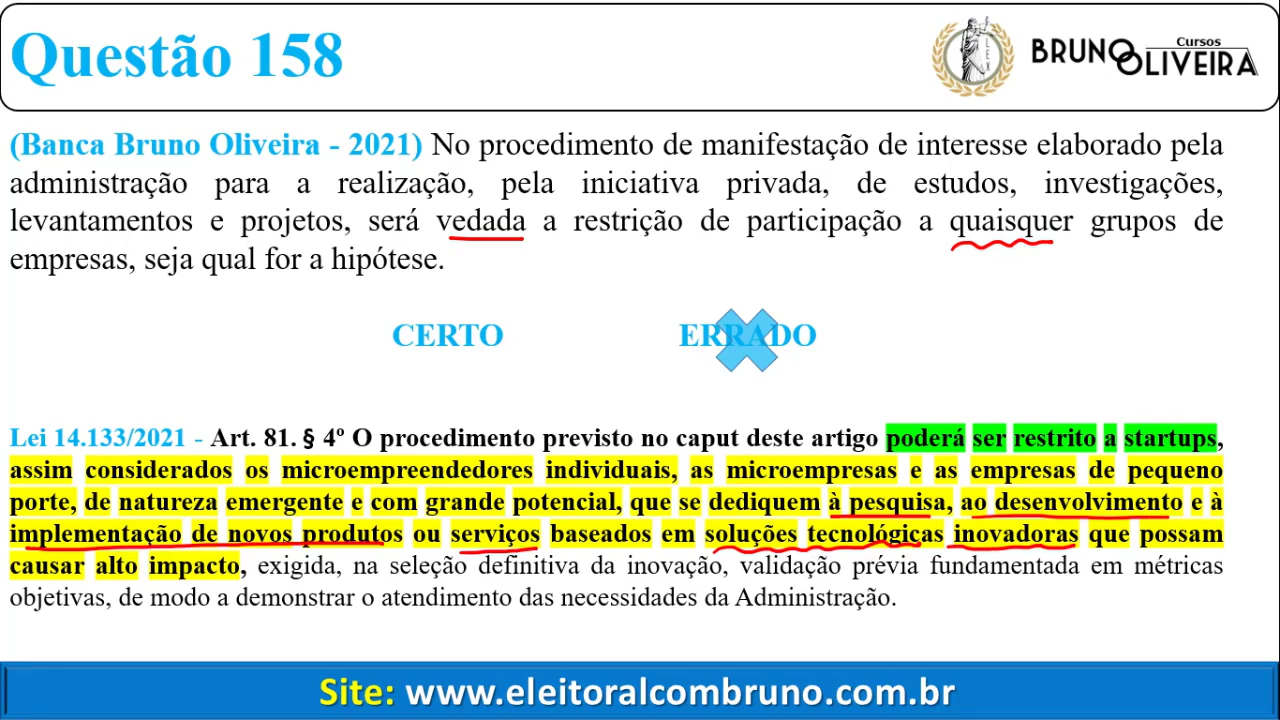 Questão 158
LEX
Cursos
BRUNO
OLIVEIRA
(Banca Bruno Oliveira - 2021) No procedimento de manifestação de interesse elaborado pela
administração para a realização, pela iniciativa privada, de estudos, investigações,
levantamentos e projetos, será vedada a restrição de participação a quaisquer grupos de
empresas, seja qual for a hipótese.
CERTO ERRADO
Lei 14.133/2021 - Art. 81. § 4º O procedimento previsto no caput deste artigo poderá ser restrito a startups,
assim considerados os microempreendedores individuais, as microempresas e as empresas de pequeno
porte, de natureza emergente e com grande potencial, que se dediquem à pesquisa, ao desenvolvimento e à
implementação de novos produtos ou serviços baseados em soluções tecnológicas inovadoras que possam
causar alto impacto, exigida, na seleção definitiva da inovação, validação prévia fundamentada em métricas
objetivas, de modo a demonstrar o atendimento das necessidades da Administração.
Site: www.eleitoralcombruno.com.br